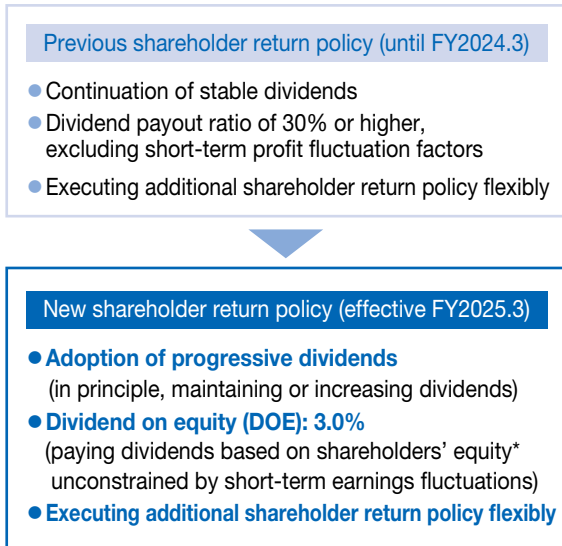 Previous shareholder return policy (until FY2024.3)
● Continuation of stable dividends
● Dividend payout ratio of 30% or higher,
excluding short-term profit fluctuation factors
● Executing additional shareholder return policy flexibly
New shareholder return policy (effective FY2025.3)
● Adoption of progressive dividends
(in principle, maintaining or increasing dividends)
● Dividend on equity (DOE): 3.0%
(paying dividends based on shareholders’ equity*
unconstrained by short-term earnings fluctuations)
● Executing additional shareholder return policy flexibly